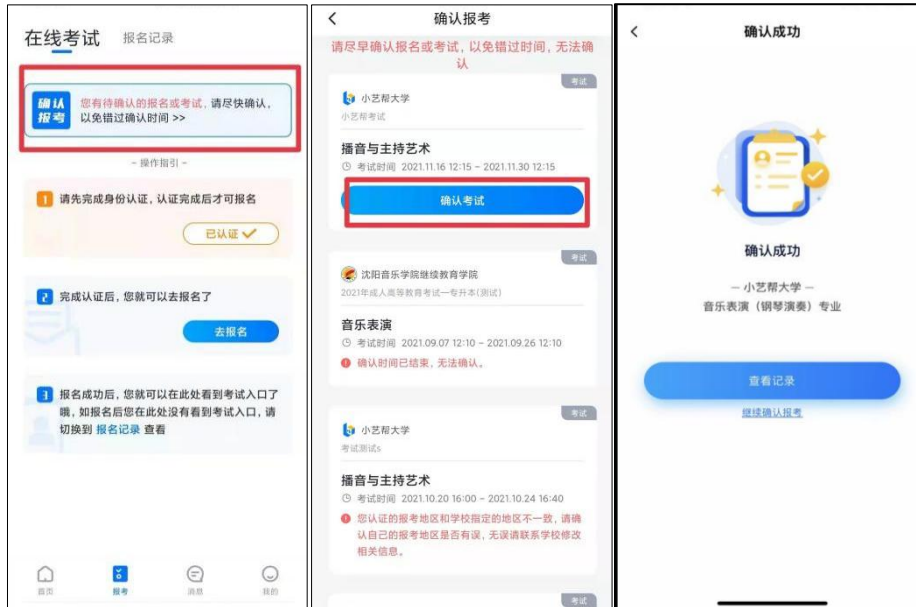 在线考试 报名记录
确认
报考
您有待确认的报名或考试，请尽快确认，
以免错过确认时间 >>
- 操作指引 -
1 请先完成身份认证，认证完成后才可报名
已认证
2 完成认证后，您就可以去报名了
去报名
3 报名成功后，您就可以在此处看到考试入口了
哦，如报名后您在此处没有看到考试入口，请
切换到 报名记录 查看
首页 报考 消息 我的
确认报考
请尽早确认报名或考试，以免错过时间，无法确
认
考试
小艺帮大学
小艺帮考试
播音与主持艺术
考试时间 2021.11.16 12:15 - 2021.11.30 12:15
确认考试
考试
沈阳音乐学院继续教育学院
2021年成人高等教育考试—专升本(测试)
音乐表演
考试时间 2021.09.07 12:10 - 2021.09.26 12:10
确认时间已结束，无法确认。
考试
小艺帮大学
考试测试s
播音与主持艺术
考试时间 2021.10.20 16:00 - 2021.10.24 16:40
您认证的报考地区和学校指定的地区不一致，请确
认自己的报考地区是否有误，无误请联系学校修改
相关信息。
考试
确认成功
确认成功
— 小艺帮大学 —
音乐表演（钢琴演奏）专业
查看记录
继续确认报考